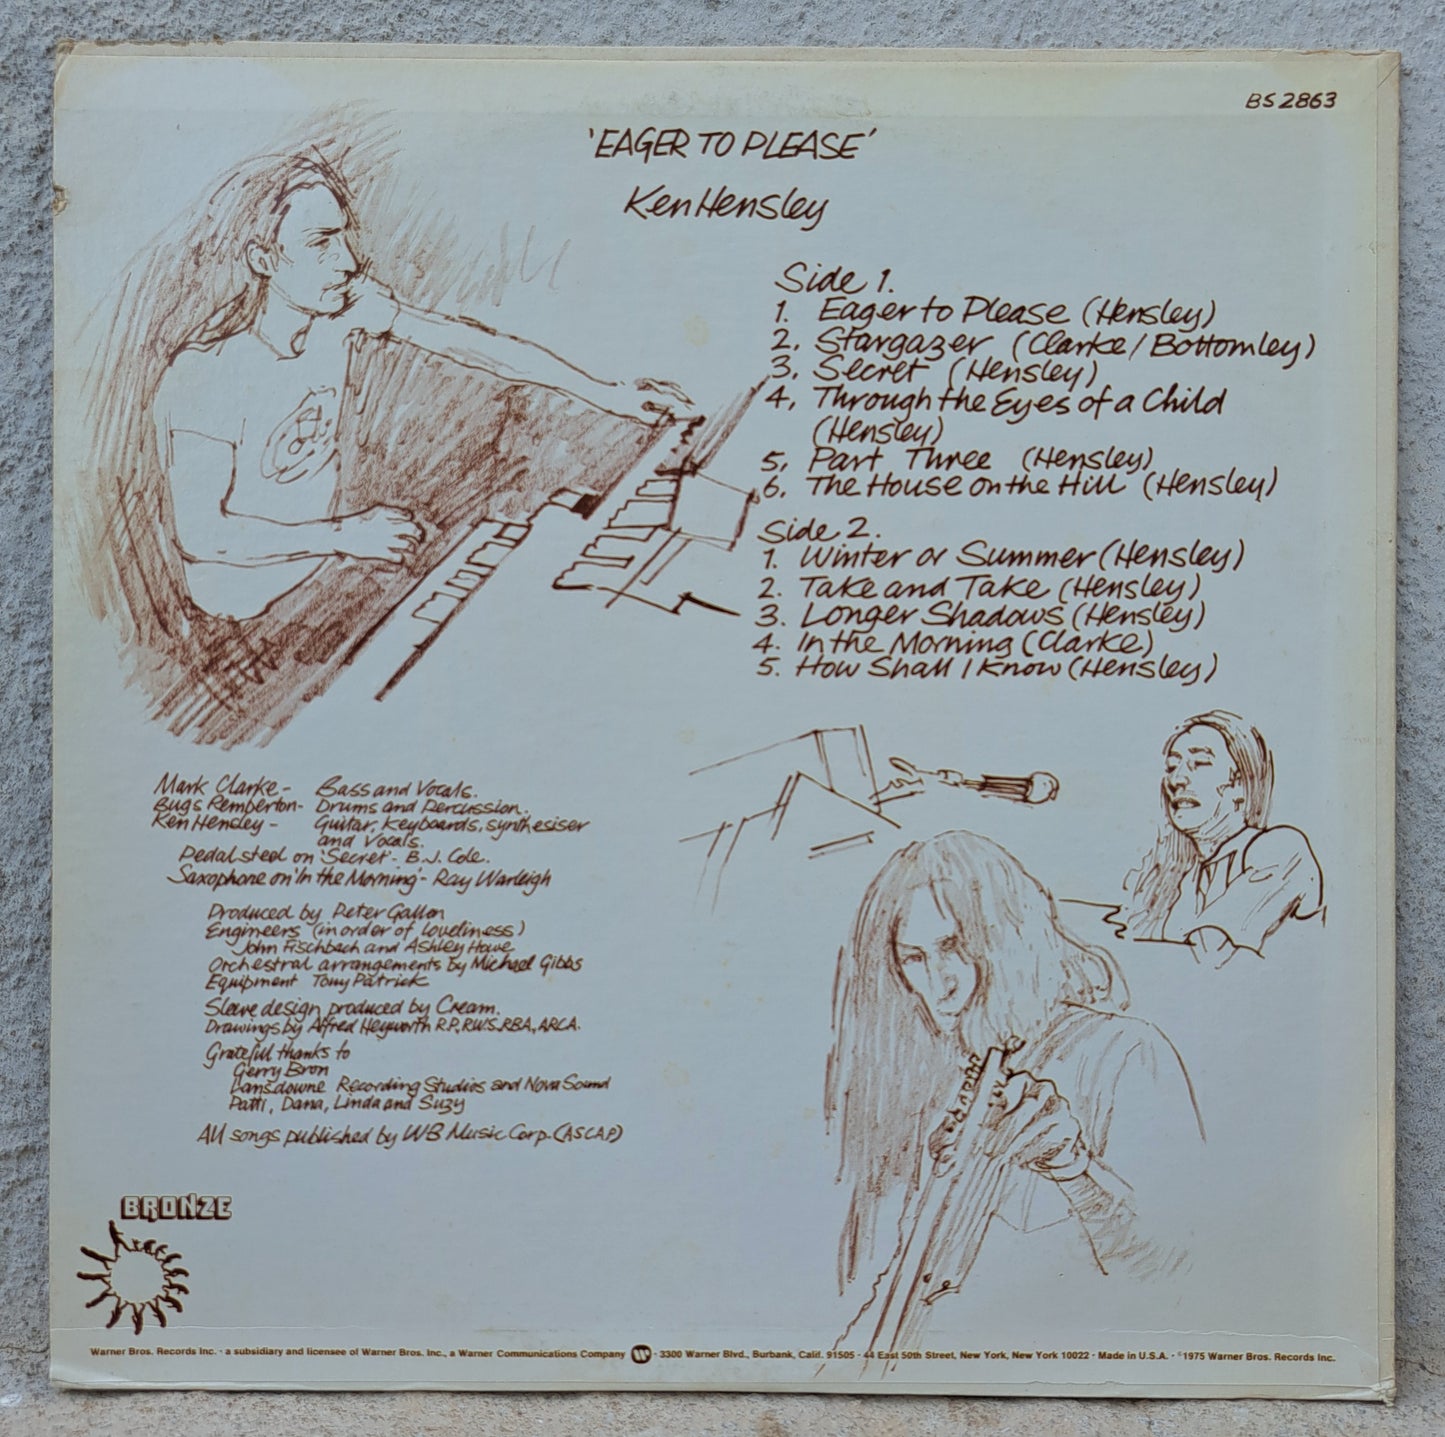 BS 2863
'EAGER TO PLEASE'
Ken Hensley
Side 1.
1. Eager to Please (Hensley)
2. Stargazer (Clarke/Bottomley)
3. Secret (Hensley)
4. Through the Eyes of a Child
(Hensley)
5. Part Three (Hensley)
6. The House on the Hill (Hensley)
Side 2.
1. Winter or Summer (Hensley)
2. Take and Take (Hensley)
3. Longer Shadows (Hensley)
4. In the Morning (Clarke)
5. How Shall I Know (Hensley)
Mark Clarke - Bass and Vocals.
Bugs Pemberton - Drums and Percussion.
Ken Hensley - Guitar, Keyboards, synthesiser
and Vocals.
Pedal steel on 'Secret' - B.J. Cole.
Saxophone on 'In the Morning' - Ray Warleigh
Produced by Peter Gallen
Engineers (in order of loveliness)
John Fischbach and Ashley Howe
Orchestral arrangements by Michael Gibbs
Equipment Tony Patrick
Sleeve design produced by Cream.
Drawings by Alfred Heyworth R.P., R.W.S., RBA, ARCA.
Grateful thanks to
Gerry Bron
Lansdowne Recording Studios and Nova Sound
Patti, Dana, Linda and Suzy
All songs published by WB Music Corp. (ASCAP)
BRONZE
Warner Bros. Records Inc. · a subsidiary and licensee of Warner Bros. Inc., a Warner Communications Company W · 3300 Warner Blvd., Burbank, Calif. 91505 · 44 East 50th Street, New York, New York 10022 · Made in U.S.A. · ©1975 Warner Bros. Records Inc.